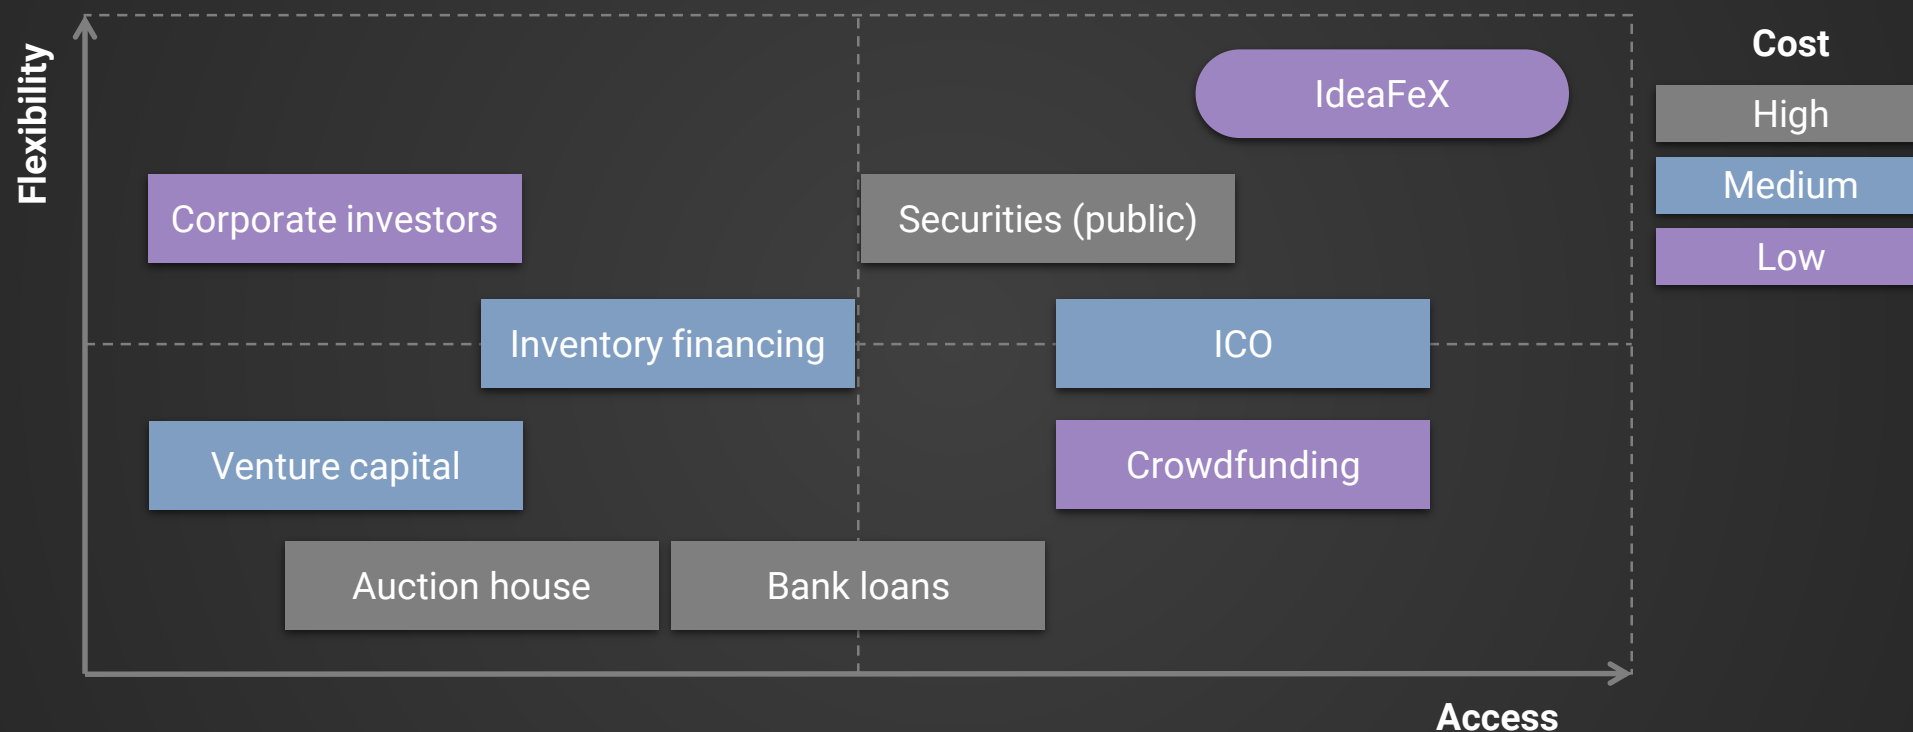 Flexibility
IdeaFeX
Corporate investors
Securities (public)
Inventory financing
ICO
Venture capital
Crowdfunding
Auction house
Bank loans
Access
Cost
High
Medium
Low